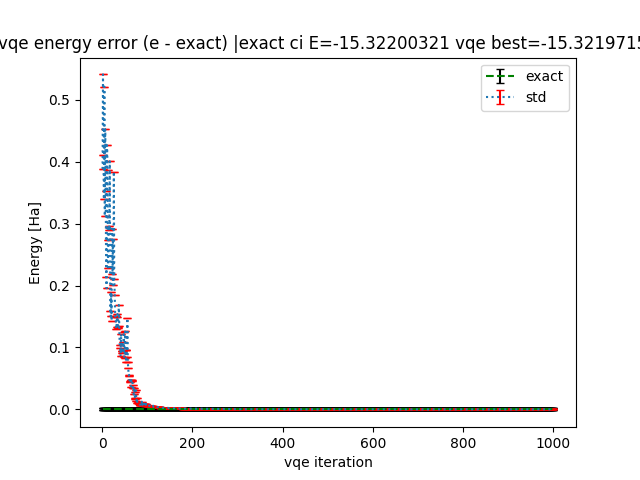 vqe energy error (e - exact) |exact ci E=-15.32200321 vqe best=-15.3219715
exact
std
0.5
0.4
0.3
0.2
0.1
0.0
Energy [Ha]
0 200 400 600 800 1000
vqe iteration